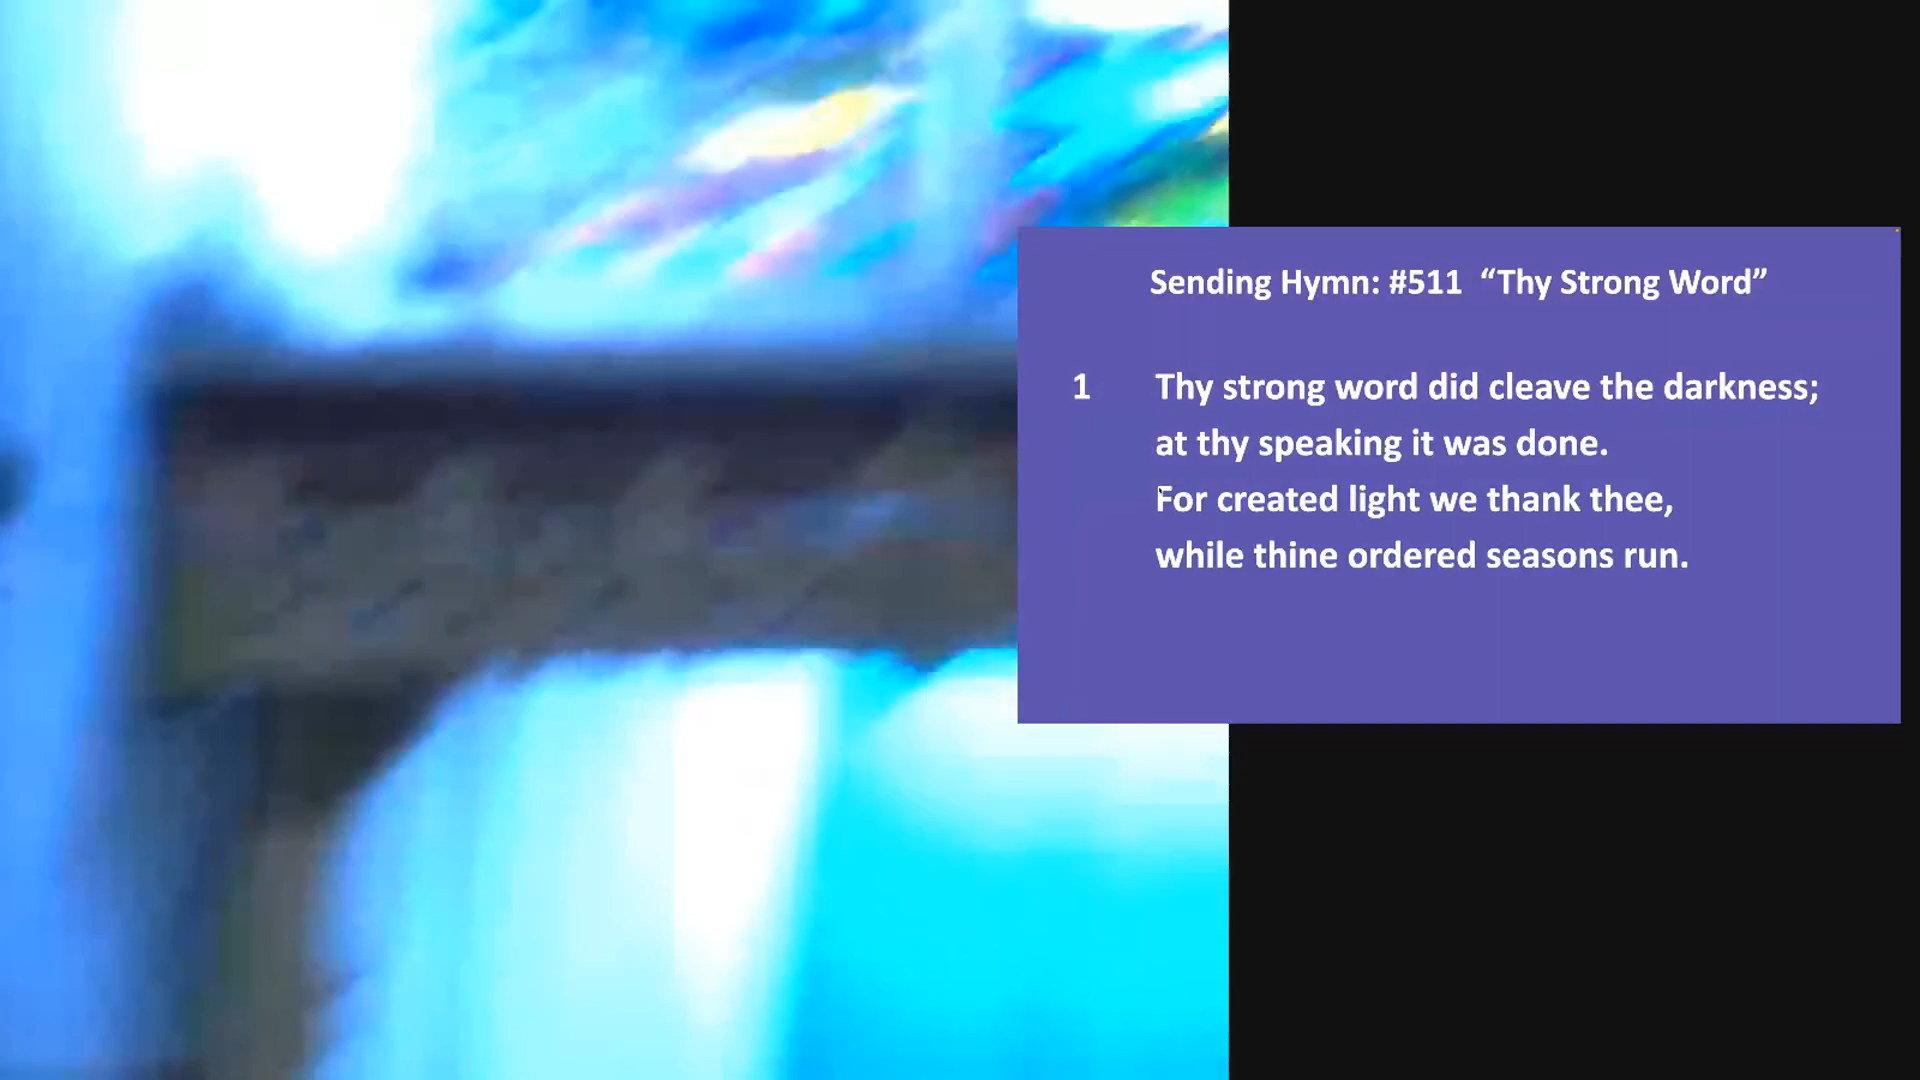 Sending Hymn: #511 “Thy Strong Word”
1 Thy strong word did cleave the darkness;
at thy speaking it was done.
For created light we thank thee,
while thine ordered seasons run.